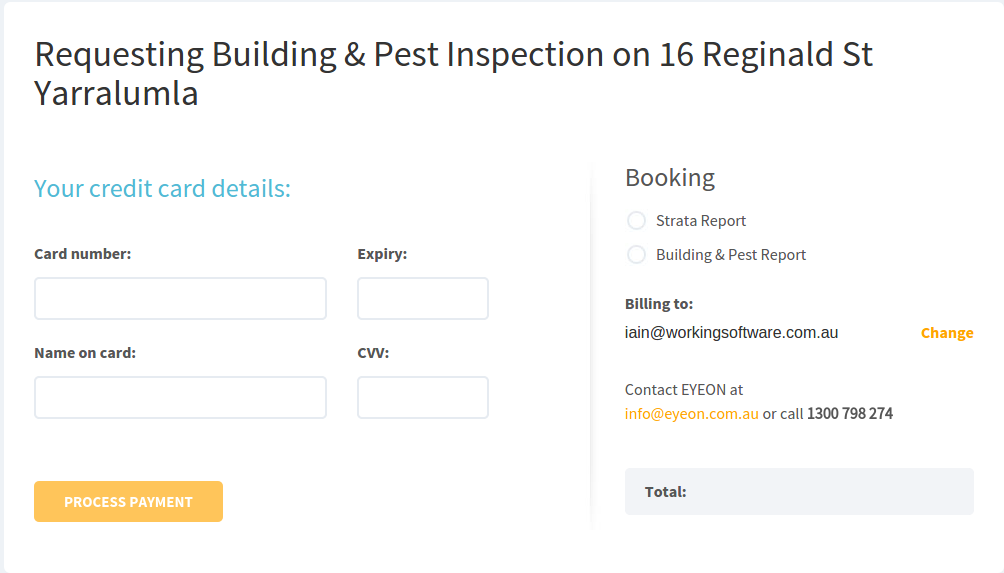 Requesting Building & Pest Inspection on 16 Reginald St
Yarralumla
Your credit card details:
Card number:
Expiry:
Name on card:
CVV:
PROCESS PAYMENT
Booking
Strata Report
Building & Pest Report
Billing to:
iain@workingsoftware.com.au Change
Contact EYEON at
info@eyeon.com.au or call 1300 798 274
Total: